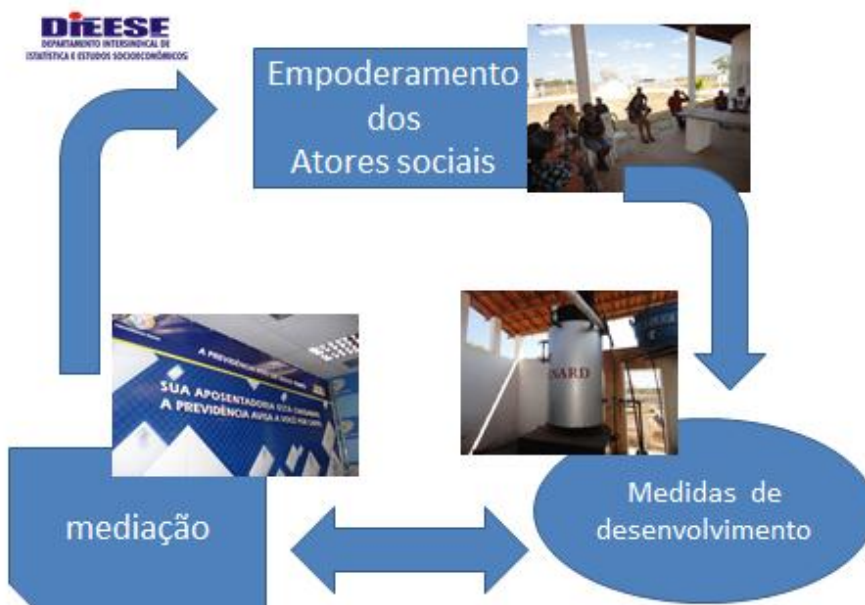 DIEESE
DEPARTAMENTO INTERSINDICAL DE
ESTATÍSTICA E ESTUDOS SOCIOECONÔMICOS
Empoderamento
dos
Atores sociais
A PREVIDÊNCIA
SUA APOSENTADORIA ESTÁ CHEGANDO.
A PREVIDÊNCIA AVISA A VOCÊ POR CARTA
mediação
Medidas de
desenvolvimento